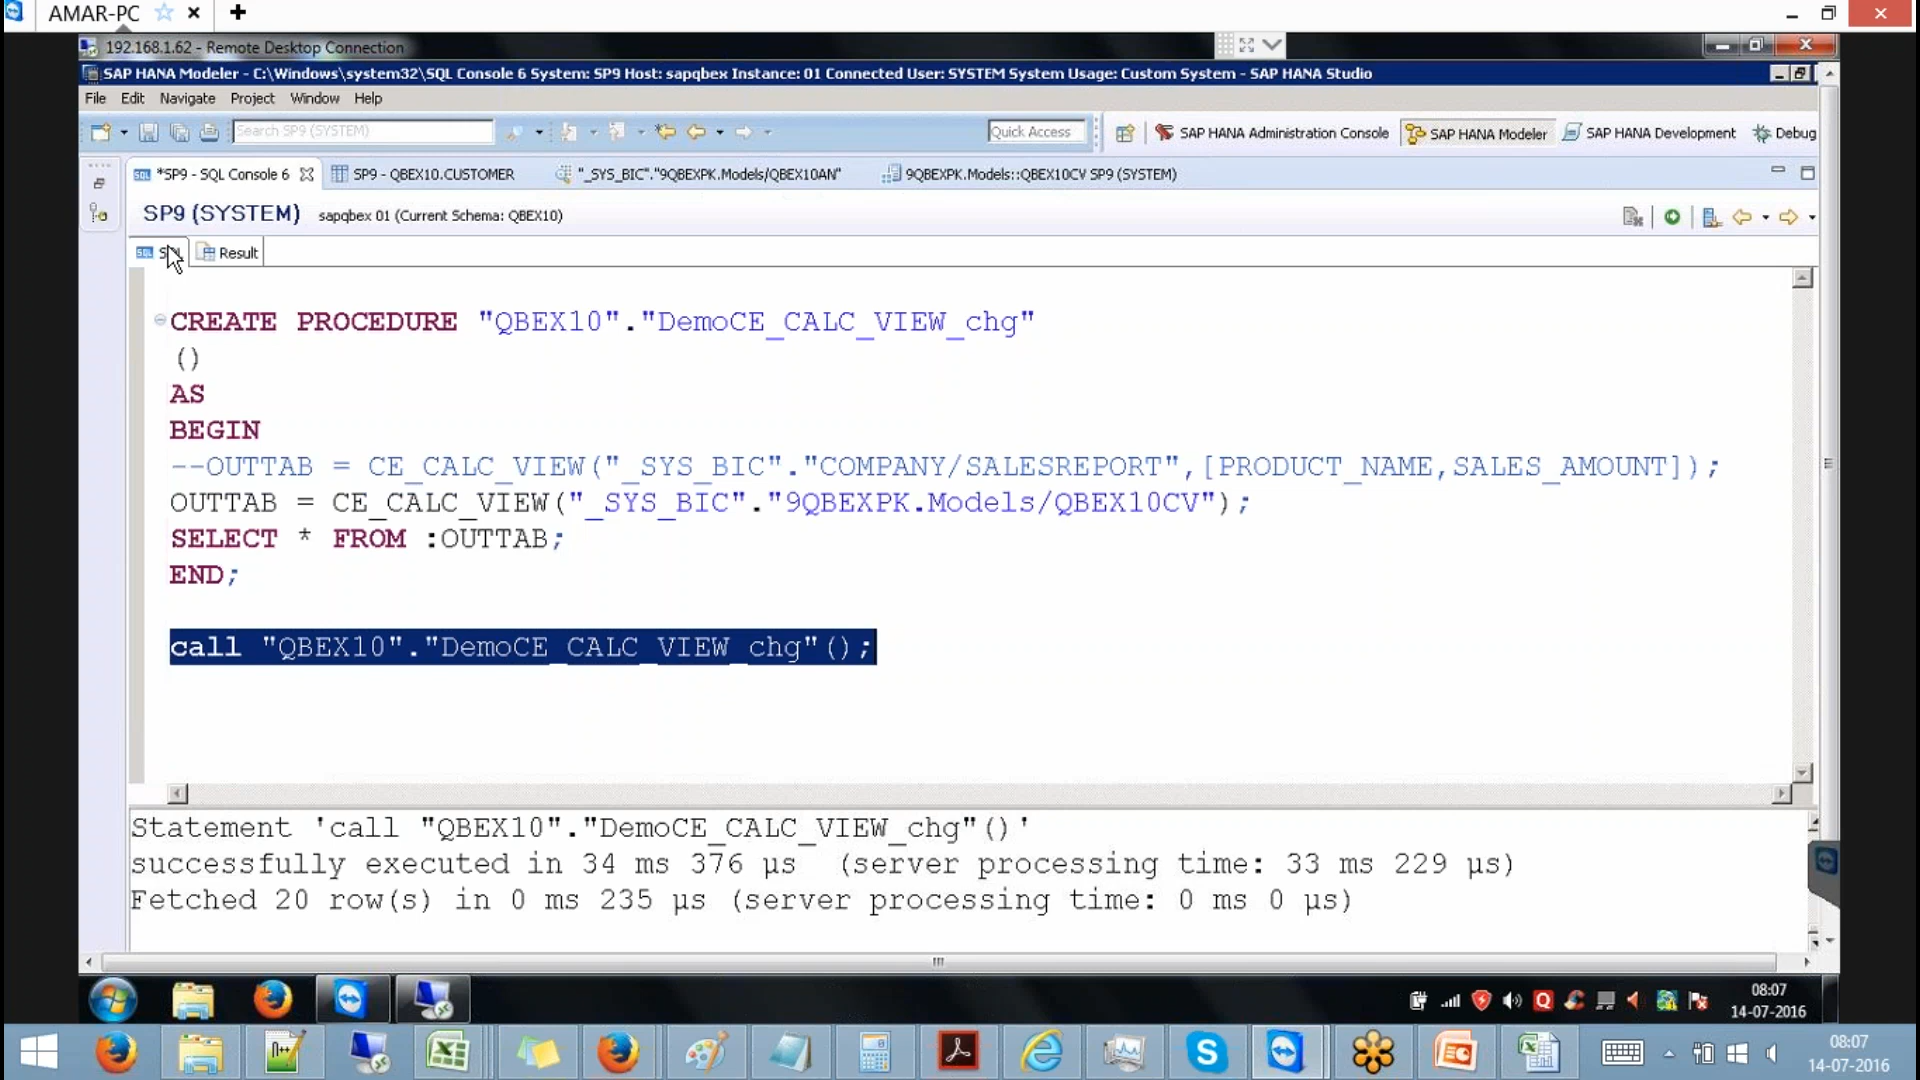 AMAR-PC
192.168.1.62 - Remote Desktop Connection
SAP HANA Modeler - C:\Windows\system32\SQL Console 6 System: SP9 Host: sapqbex Instance: 01 Connected User: SYSTEM System Usage: Custom System - SAP HANA Studio
File Edit Navigate Project Window Help
Search SP9 (SYSTEM) Quick Access SAP HANA Administration Console SAP HANA Modeler SAP HANA Development Debug
*SP9 - SQL Console 6 SP9 - QBEX10.CUSTOMER "_SYS_BIC"."9QBEXPK.Models/QBEX10AN" 9QBEXPK.Models::QBEX10CV SP9 (SYSTEM)
SP9 (SYSTEM) sapqbex 01 (Current Schema: QBEX10)
SQL Result
CREATE PROCEDURE "QBEX10"."DemoCE_CALC_VIEW_chg"
()
AS
BEGIN
--OUTTAB = CE_CALC_VIEW("_SYS_BIC"."COMPANY/SALESREPORT",[PRODUCT_NAME,SALES_AMOUNT]);
OUTTAB = CE_CALC_VIEW("_SYS_BIC"."9QBEXPK.Models/QBEX10CV");
SELECT * FROM :OUTTAB;
END;
call "QBEX10"."DemoCE_CALC_VIEW_chg"();
Statement 'call "QBEX10"."DemoCE_CALC_VIEW_chg"()'
successfully executed in 34 ms 376 µs (server processing time: 33 ms 229 µs)
Fetched 20 row(s) in 0 ms 235 µs (server processing time: 0 ms 0 µs)
08:07
14-07-2016
08:07
14-07-2016